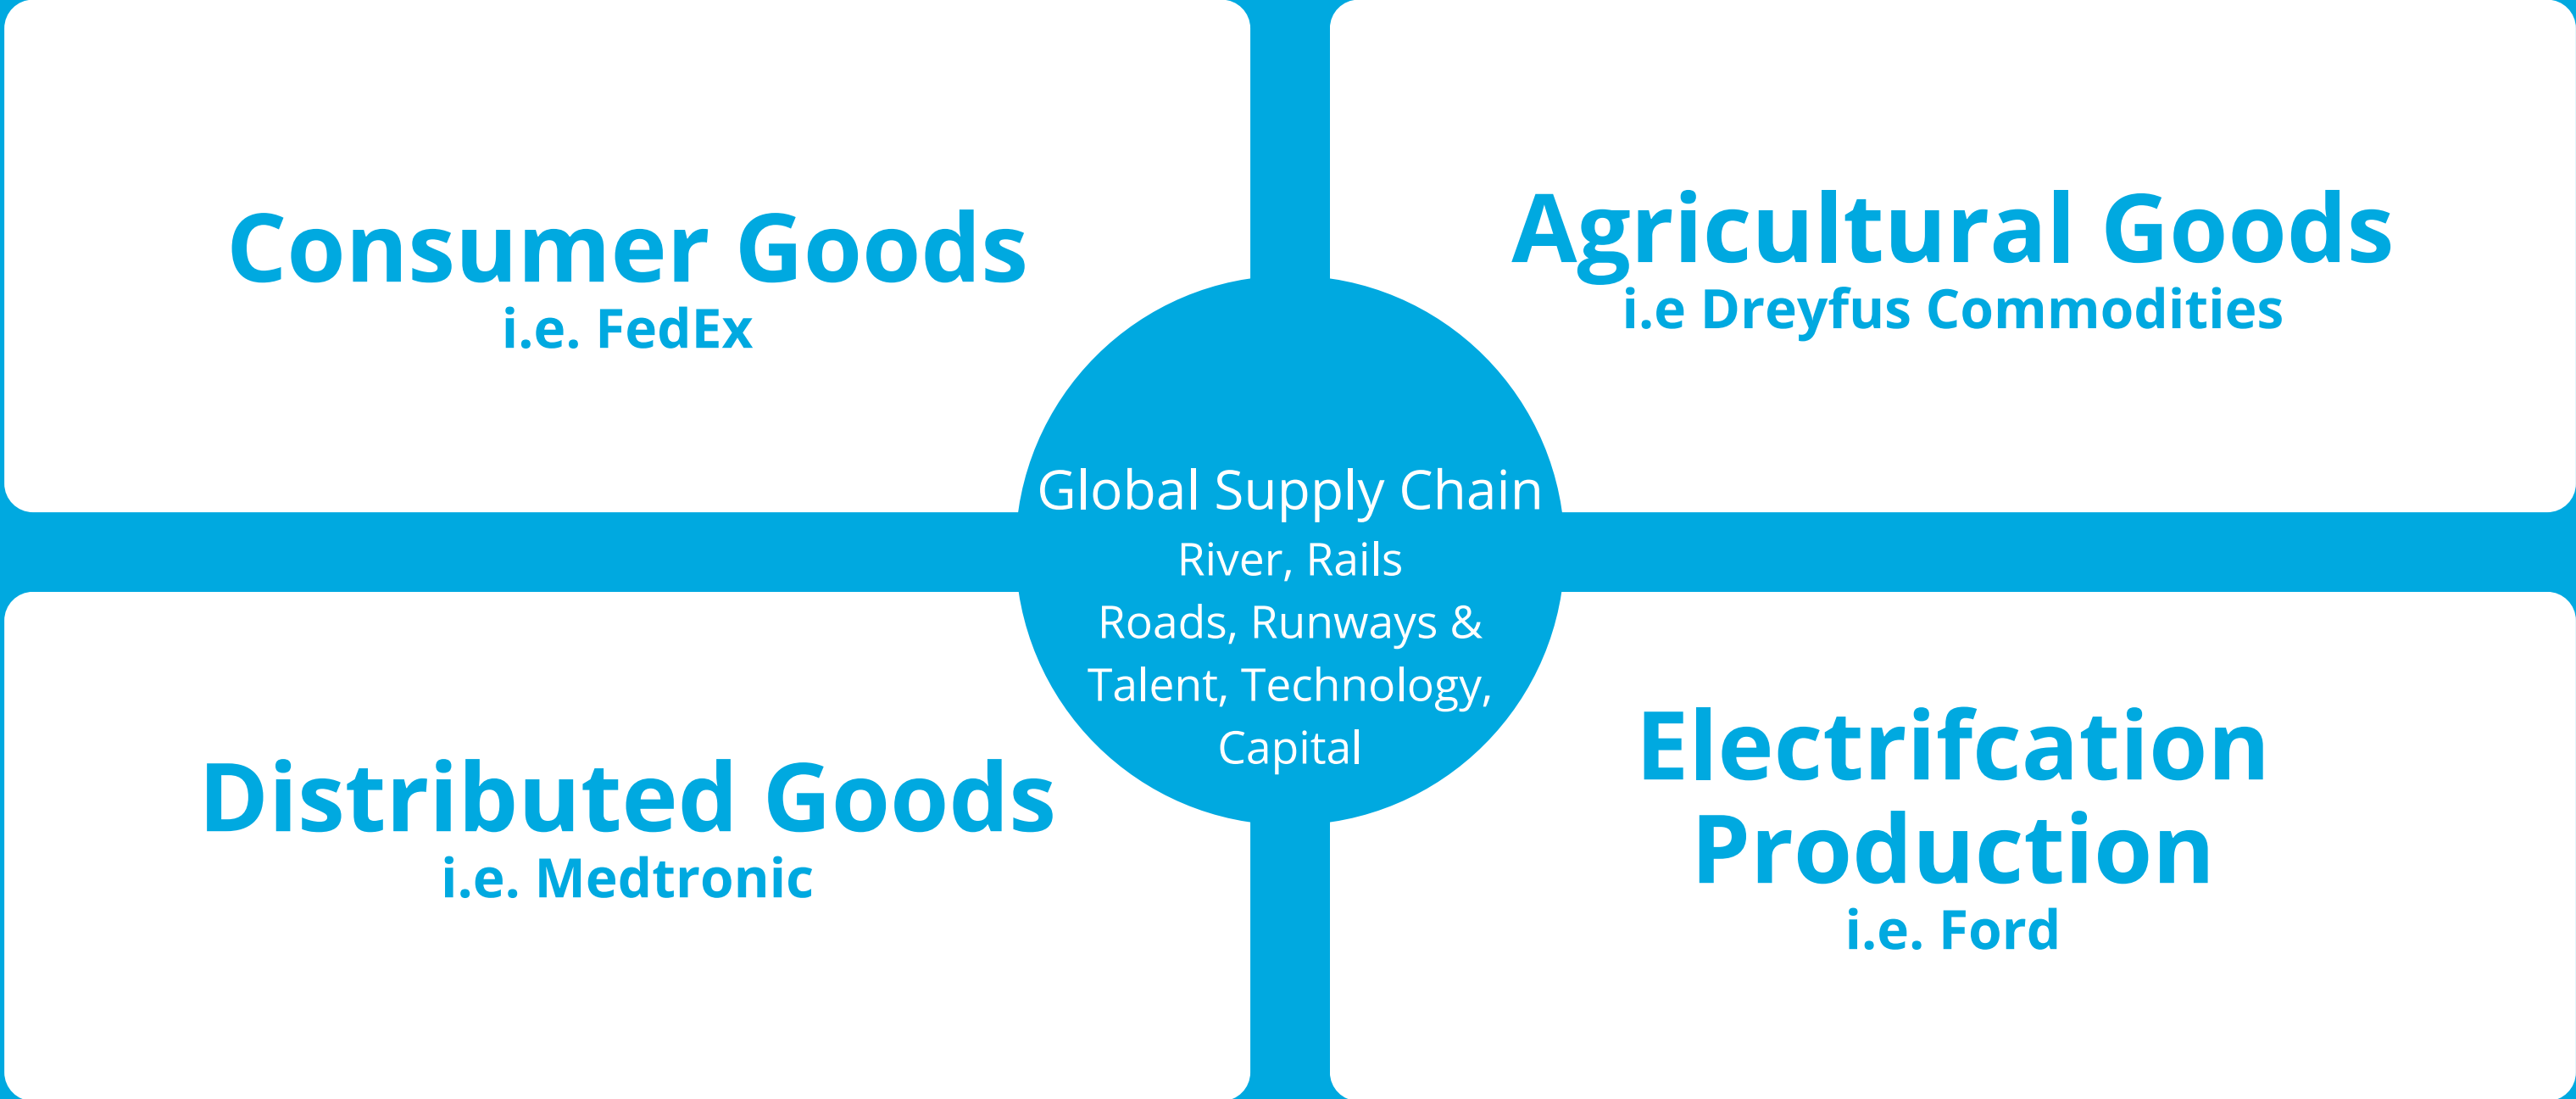 Consumer Goods
i.e. FedEx
Agricultural Goods
i.e Dreyfus Commodities
Global Supply Chain
River, Rails
Roads, Runways &
Talent, Technology,
Capital
Distributed Goods
i.e. Medtronic
Electrifcation
Production
i.e. Ford